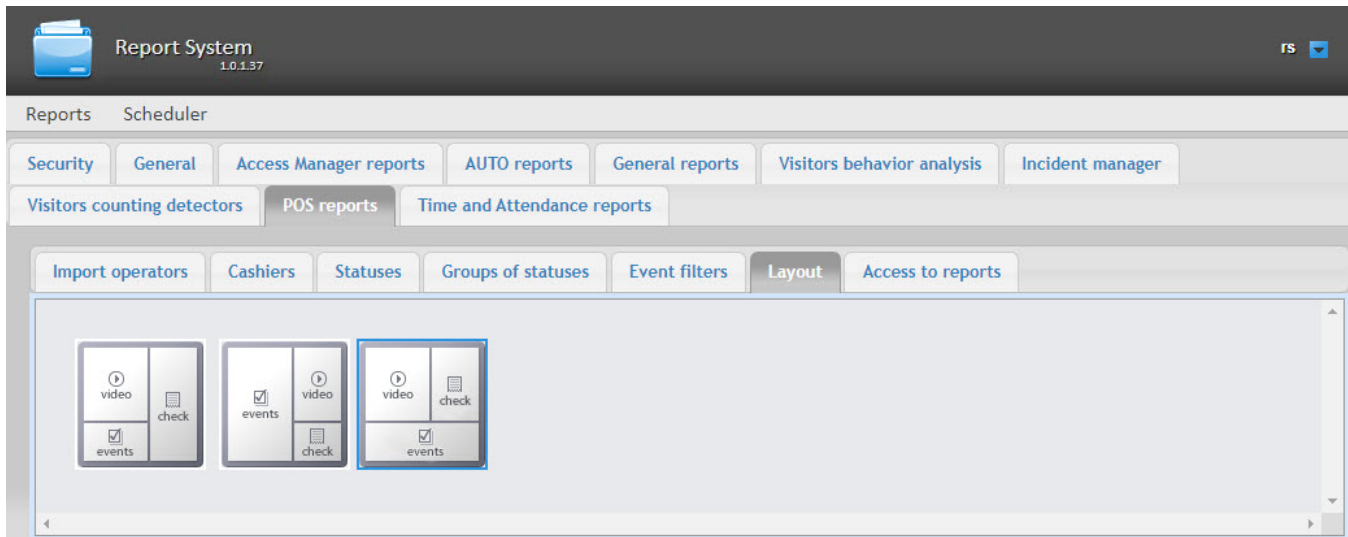 Report System
1.0.1.37
rs
Reports Scheduler
Security General Access Manager reports AUTO reports General reports Visitors behavior analysis Incident manager
Visitors counting detectors POS reports Time and Attendance reports
Import operators Cashiers Statuses Groups of statuses Event filters Layout Access to reports
video check events
events video check
video check events